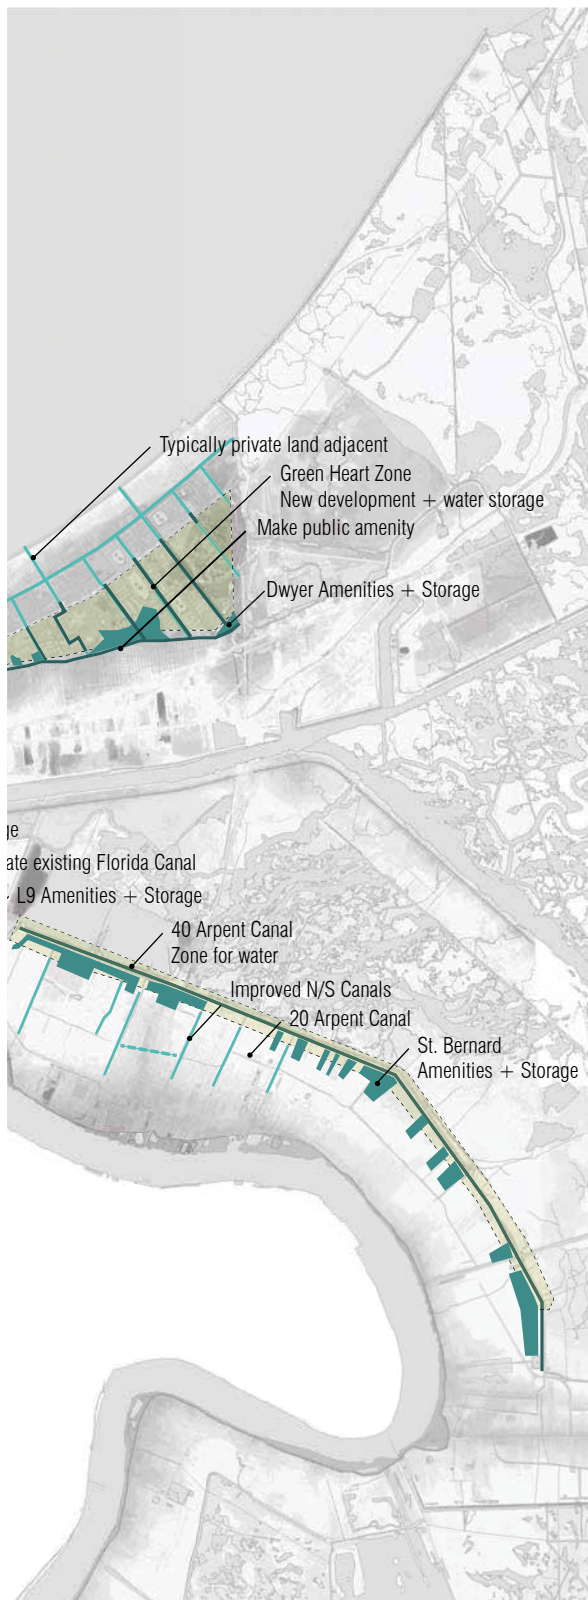 Typically private land adjacent
Green Heart Zone
New development + water storage
Make public amenity
Dwyer Amenities + Storage
existing Florida Canal
L9 Amenities + Storage
40 Arpent Canal
Zone for water
Improved N/S Canals
20 Arpent Canal
St. Bernard
Amenities + Storage